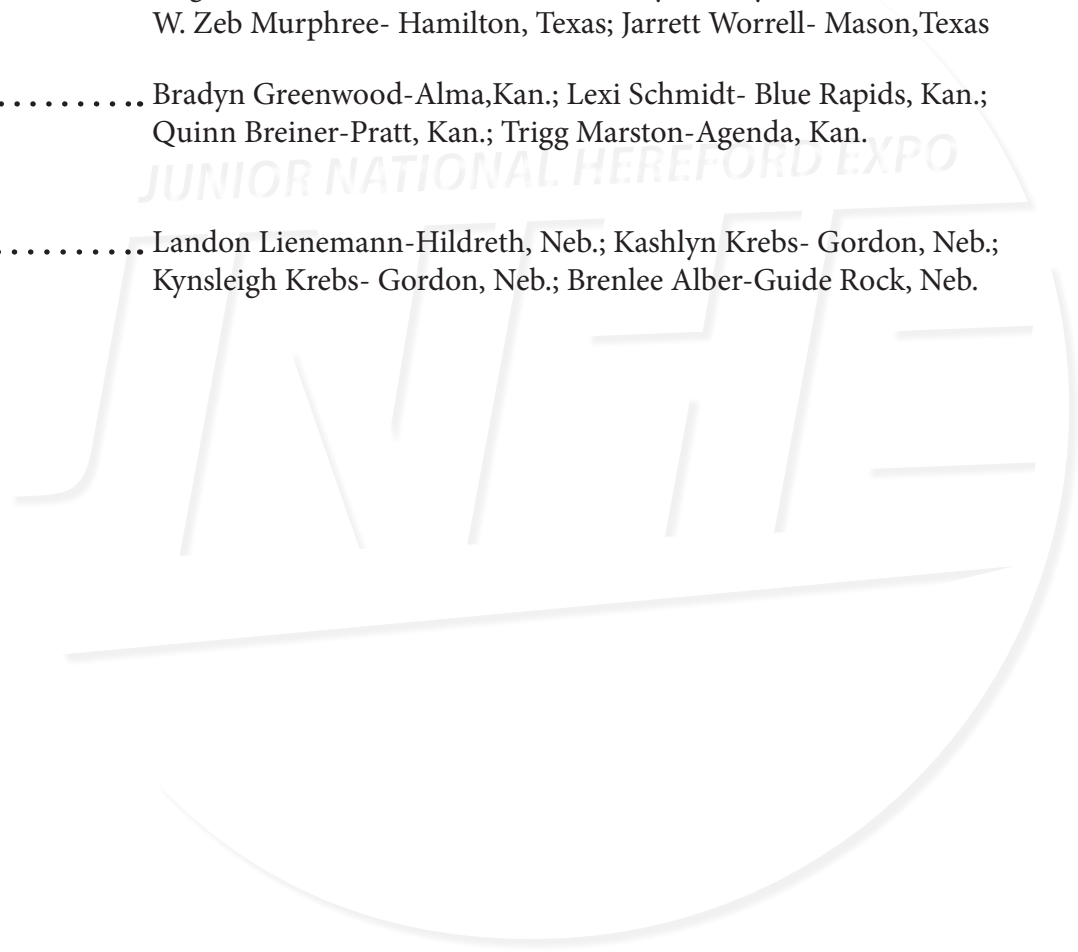 W. Zeb Murphree- Hamilton, Texas; Jarrett Worrell- Mason,Texas
Bradyn Greenwood-Alma,Kan.; Lexi Schmidt- Blue Rapids, Kan.;
Quinn Breiner-Pratt, Kan.; Trigg Marston-Agenda, Kan.
JUNIOR NATIONAL HEREFORD EXPO
Landon Lienemann-Hildreth, Neb.; Kashlyn Krebs- Gordon, Neb.;
Kynsleigh Krebs- Gordon, Neb.; Brenlee Alber-Guide Rock, Neb.
JNHE